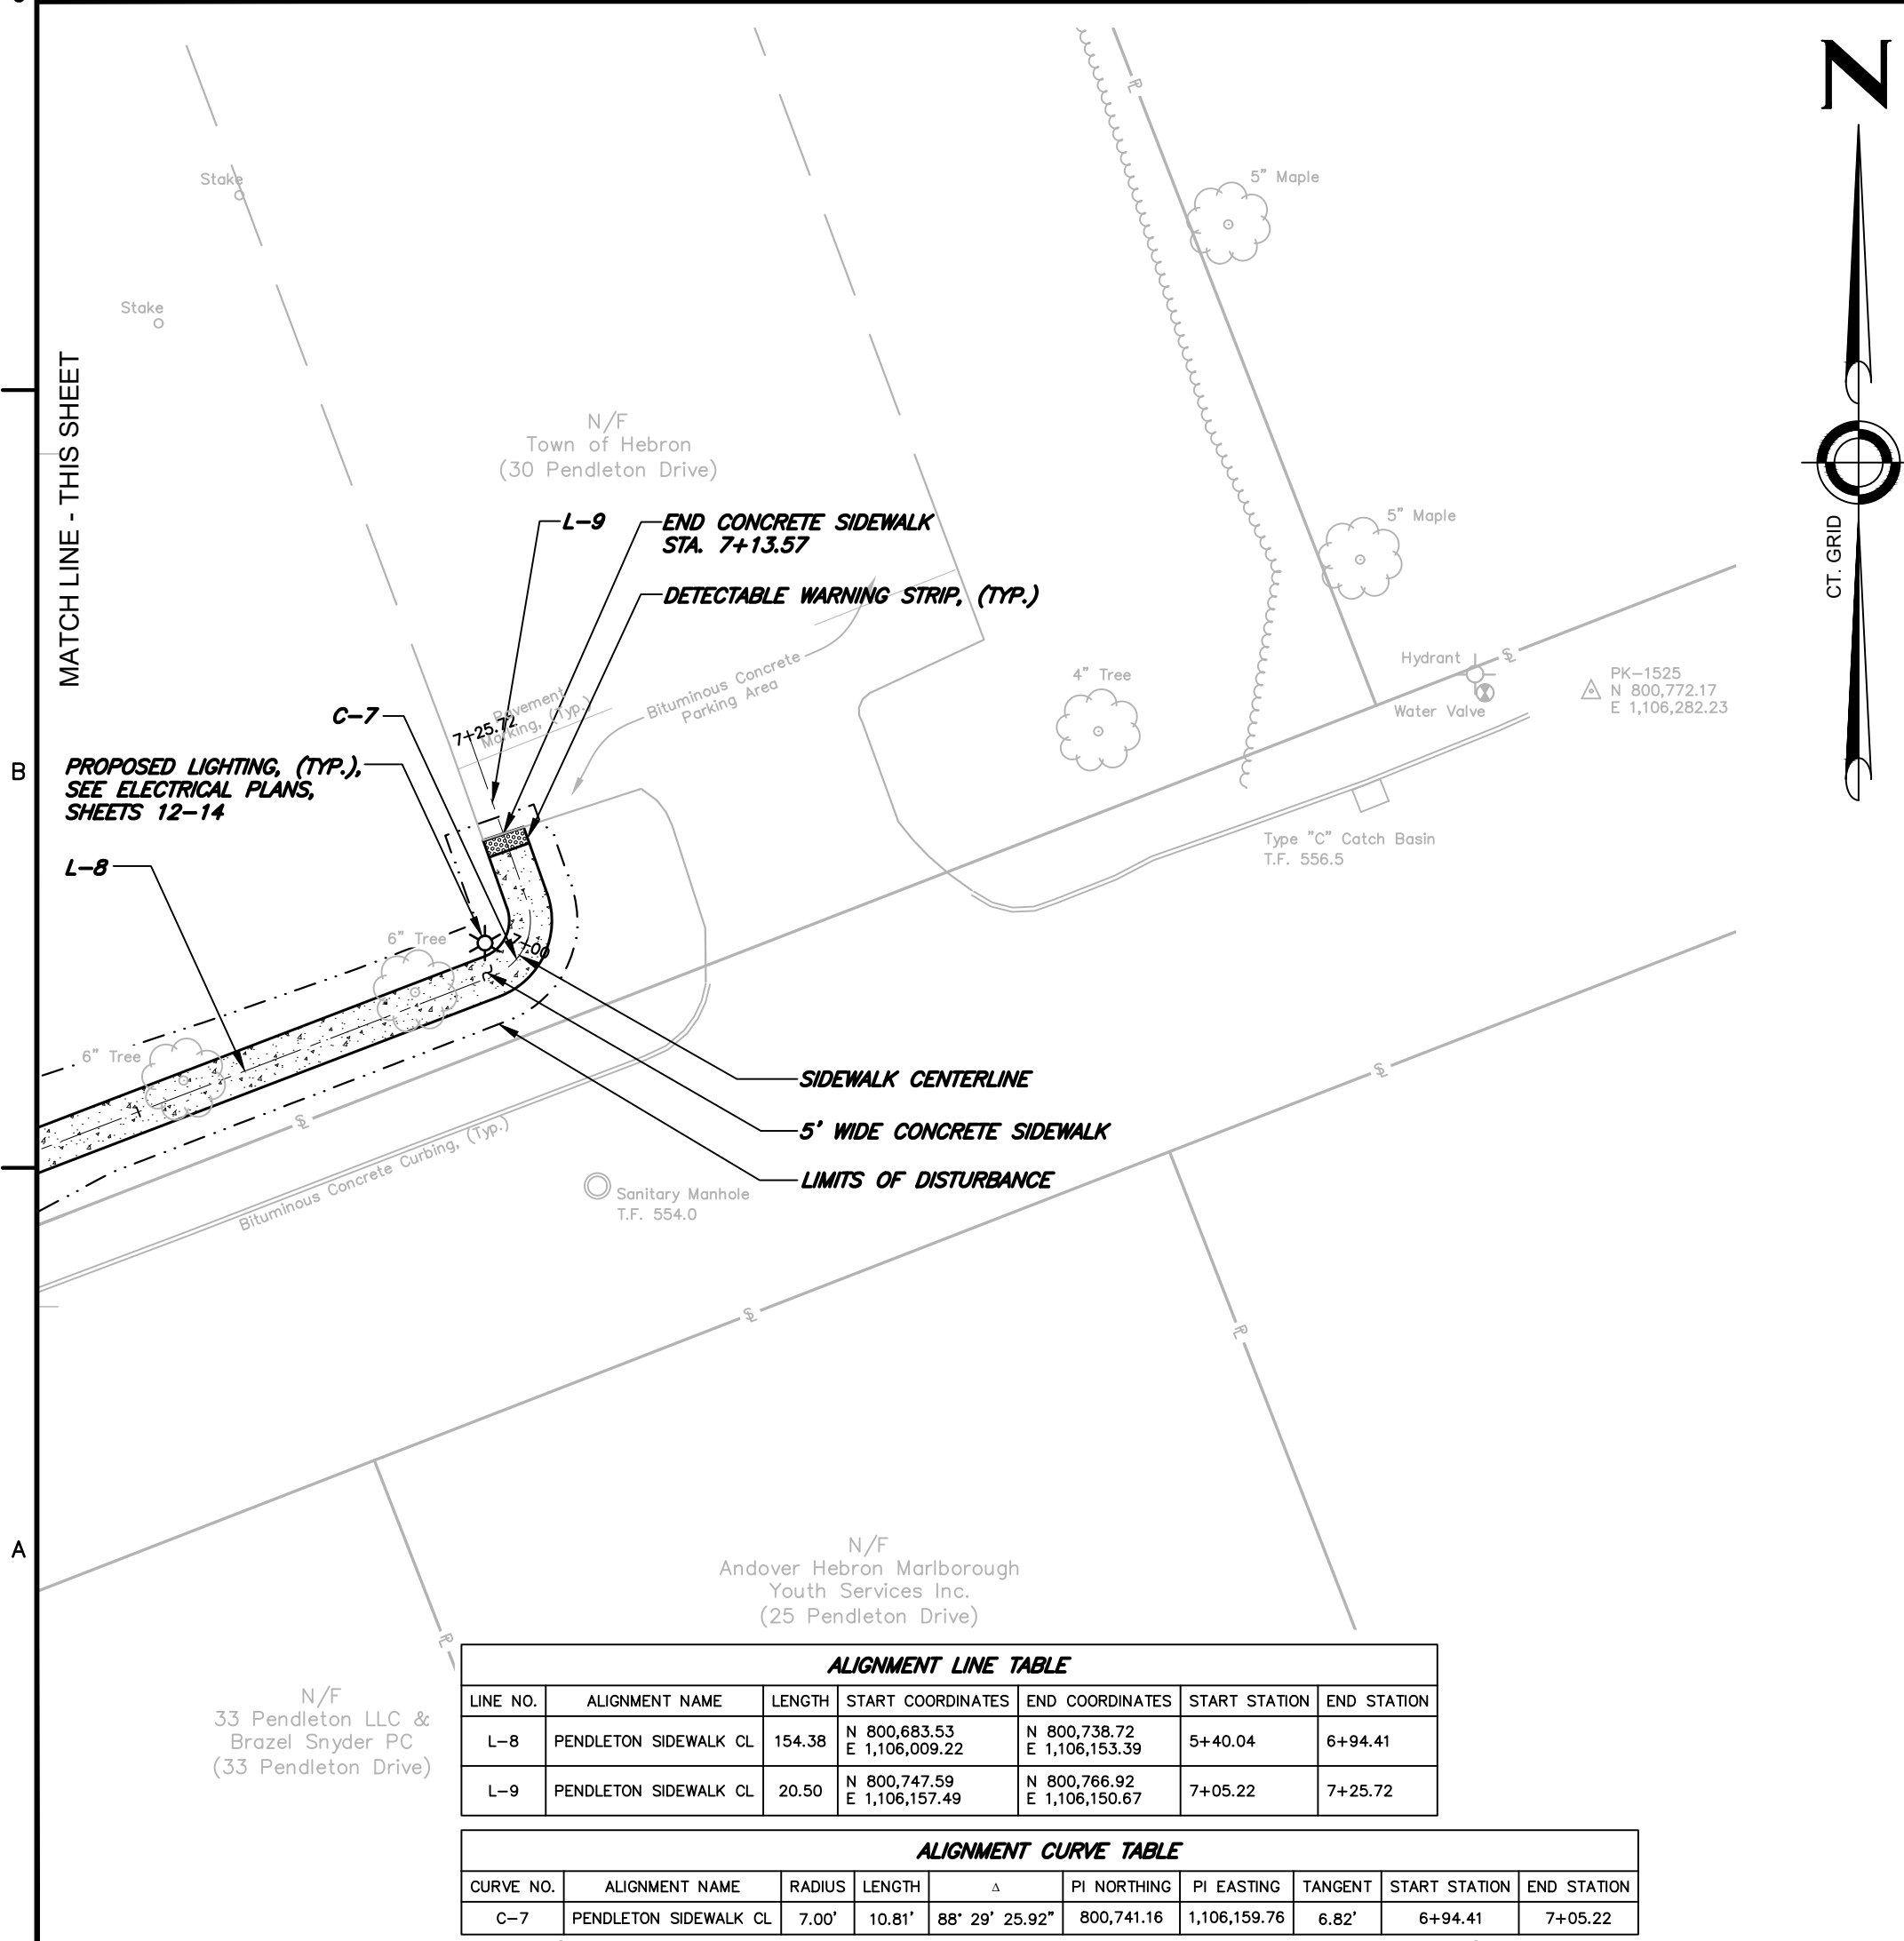 N
CT. GRID
MATCH LINE - THIS SHEET
B
A
Stake
Stake
5" Maple
5" Maple
N/F
Town of Hebron
(30 Pendleton Drive)
L-9
END CONCRETE SIDEWALK
STA. 7+13.57
DETECTABLE WARNING STRIP, (TYP.)
4" Tree
Hydrant
Water Valve
PK-1525
N 800,772.17
E 1,106,282.23
Bituminous Concrete
Parking Area
Pavement
Marking, (Typ.)
7+25.72
C-7
PROPOSED LIGHTING, (TYP.),
SEE ELECTRICAL PLANS,
SHEETS 12-14
L-8
Type "C" Catch Basin
T.F. 556.5
6" Tree
7+00
6" Tree
SIDEWALK CENTERLINE
5' WIDE CONCRETE SIDEWALK
LIMITS OF DISTURBANCE
Bituminous Concrete Curbing, (Typ.)
Sanitary Manhole
T.F. 554.0
N/F
Andover Hebron Marlborough
Youth Services Inc.
(25 Pendleton Drive)
N/F
33 Pendleton LLC &
Brazel Snyder PC
(33 Pendleton Drive)
ALIGNMENT LINE TABLE
LINE NO. ALIGNMENT NAME LENGTH START COORDINATES END COORDINATES START STATION END STATION
L-8 PENDLETON SIDEWALK CL 154.38 N 800,683.53 E 1,106,009.22 N 800,738.72 E 1,106,153.39 5+40.04 6+94.41
L-9 PENDLETON SIDEWALK CL 20.50 N 800,747.59 E 1,106,157.49 N 800,766.92 E 1,106,150.67 7+05.22 7+25.72
ALIGNMENT CURVE TABLE
CURVE NO. ALIGNMENT NAME RADIUS LENGTH Δ PI NORTHING PI EASTING TANGENT START STATION END STATION
C-7 PENDLETON SIDEWALK CL 7.00' 10.81' 88° 29' 25.92" 800,741.16 1,106,159.76 6.82' 6+94.41 7+05.22